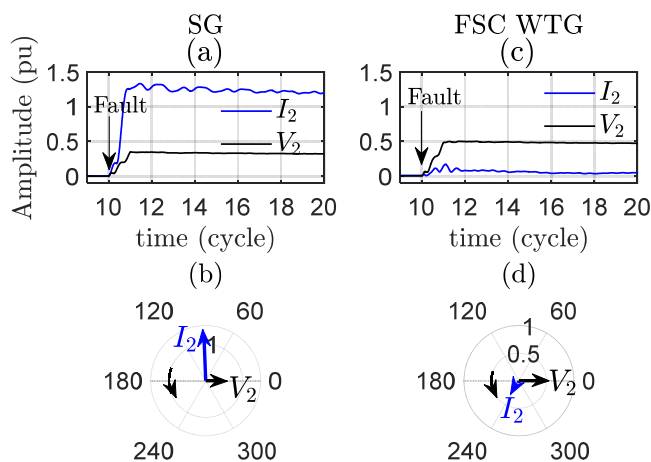 SG
FSC WTG
(a)
(c)
Amplitude (pu)
1.5
1
0.5
0
Fault
I2
V2
10 12 14 16 18 20
time (cycle)
1.5
1
0.5
0
Fault
I2
V2
10 12 14 16 18 20
time (cycle)
(b)
120 60
I2
1
180
V2
0
240 300
(d)
120 60
1
0.5
180
V2
0
I2
240 300